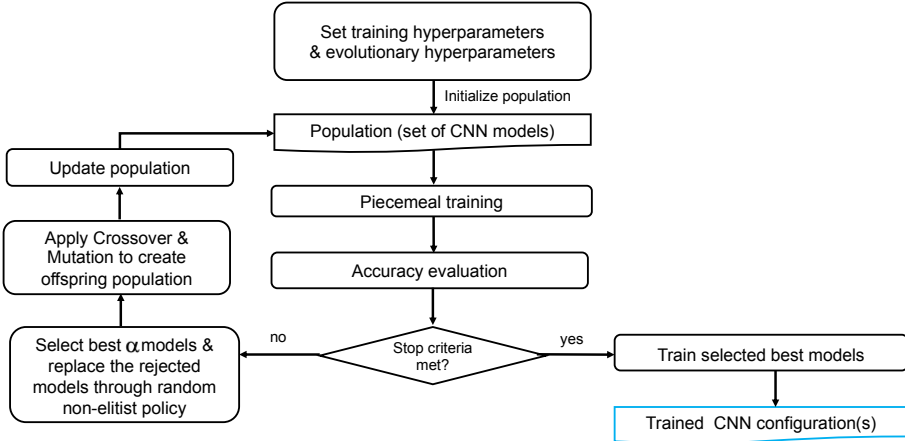 Set training hyperparameters
& evolutionary hyperparameters
Initialize population
Population (set of CNN models)
Update population
Piecemeal training
Apply Crossover &
Mutation to create
offspring population
Accuracy evaluation
no
Stop criteria
met?
yes
Select best α models &
replace the rejected
models through random
non-elitist policy
Train selected best models
Trained CNN configuration(s)